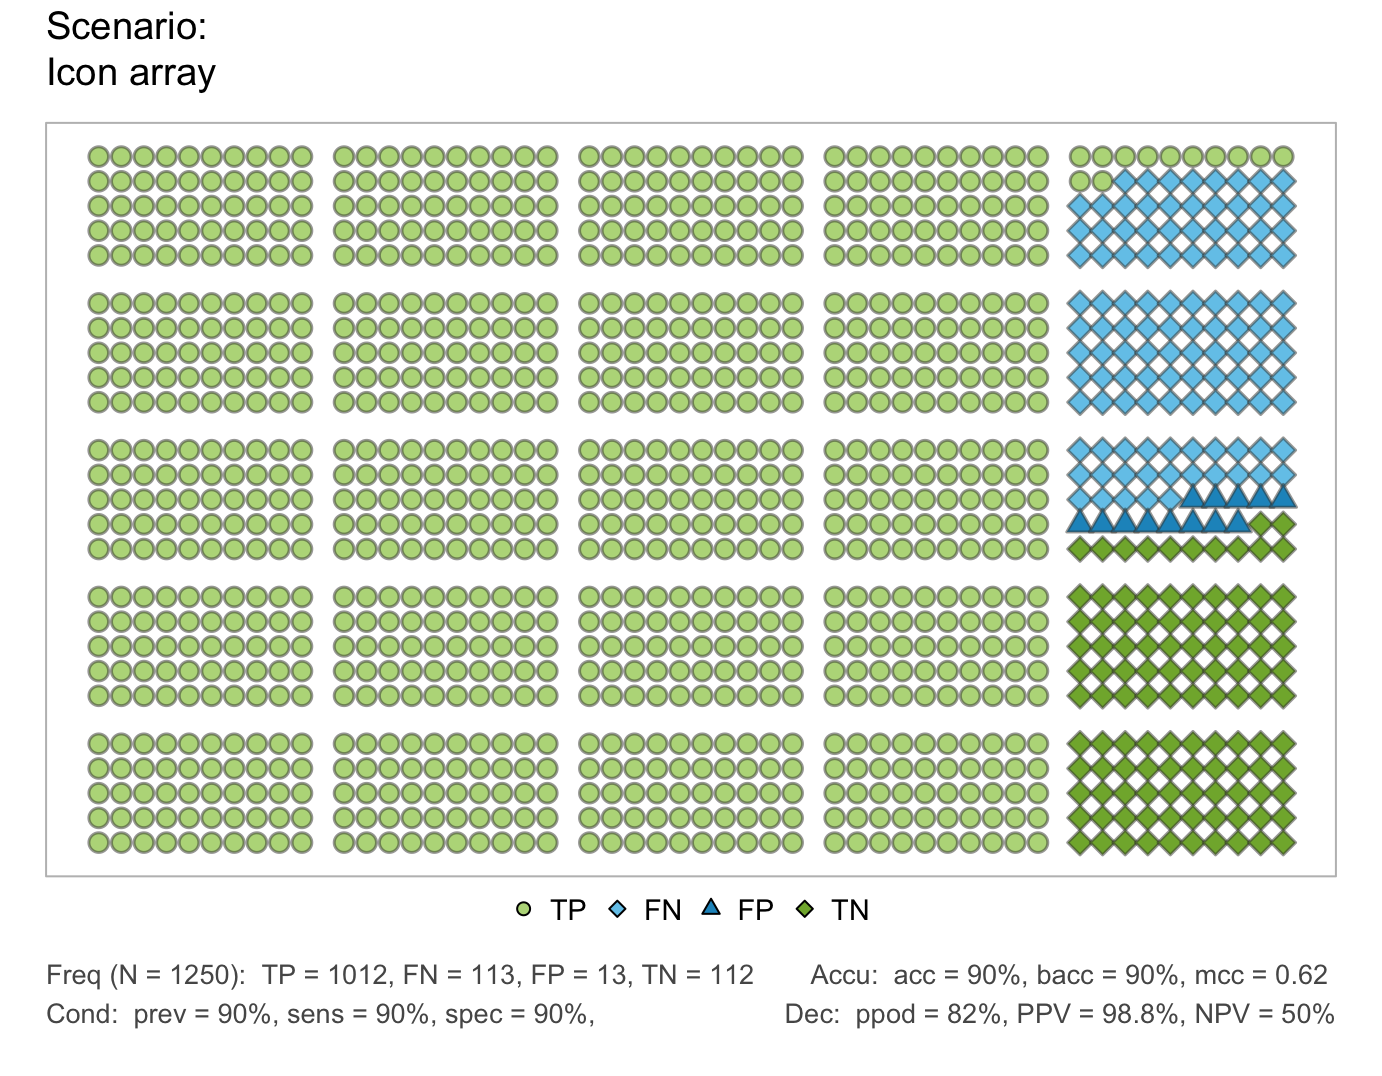 Scenario:
Icon array
TP FN FP TN
Freq (N = 1250):  TP = 1012, FN = 113, FP = 13, TN = 112
Accu:  acc = 90%, bacc = 90%, mcc = 0.62
Cond:  prev = 90%, sens = 90%, spec = 90%,
Dec:  ppod = 82%, PPV = 98.8%, NPV = 50%